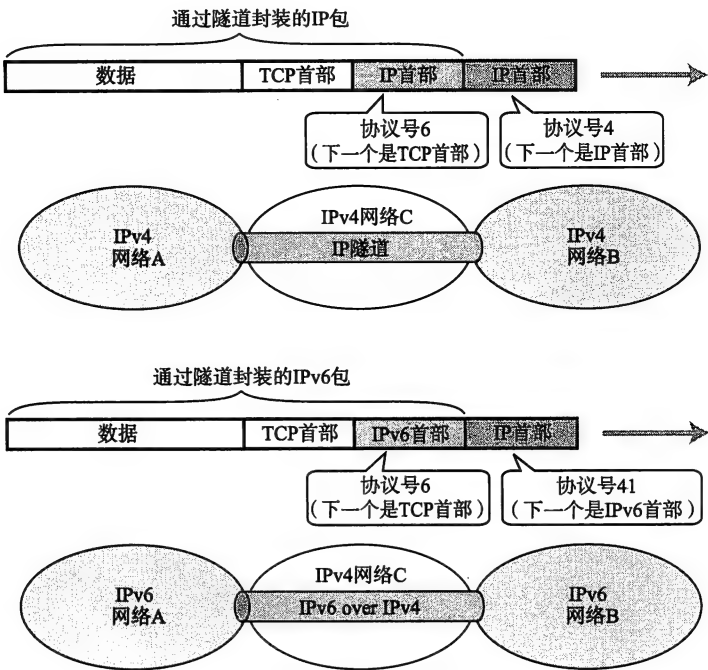 通过隧道封装的IP包
数据 TCP首部 IP首部 IP首部
协议号6
（下一个是TCP首部）
协议号4
（下一个是IP首部）
IPv4
网络A
IPv4网络C
IP隧道
IPv4
网络B
通过隧道封装的IPv6包
数据 TCP首部 IPv6首部 IP首部
协议号6
（下一个是TCP首部）
协议号41
（下一个是IPv6首部）
IPv6
网络A
IPv4网络C
IPv6 over IPv4
IPv6
网络B